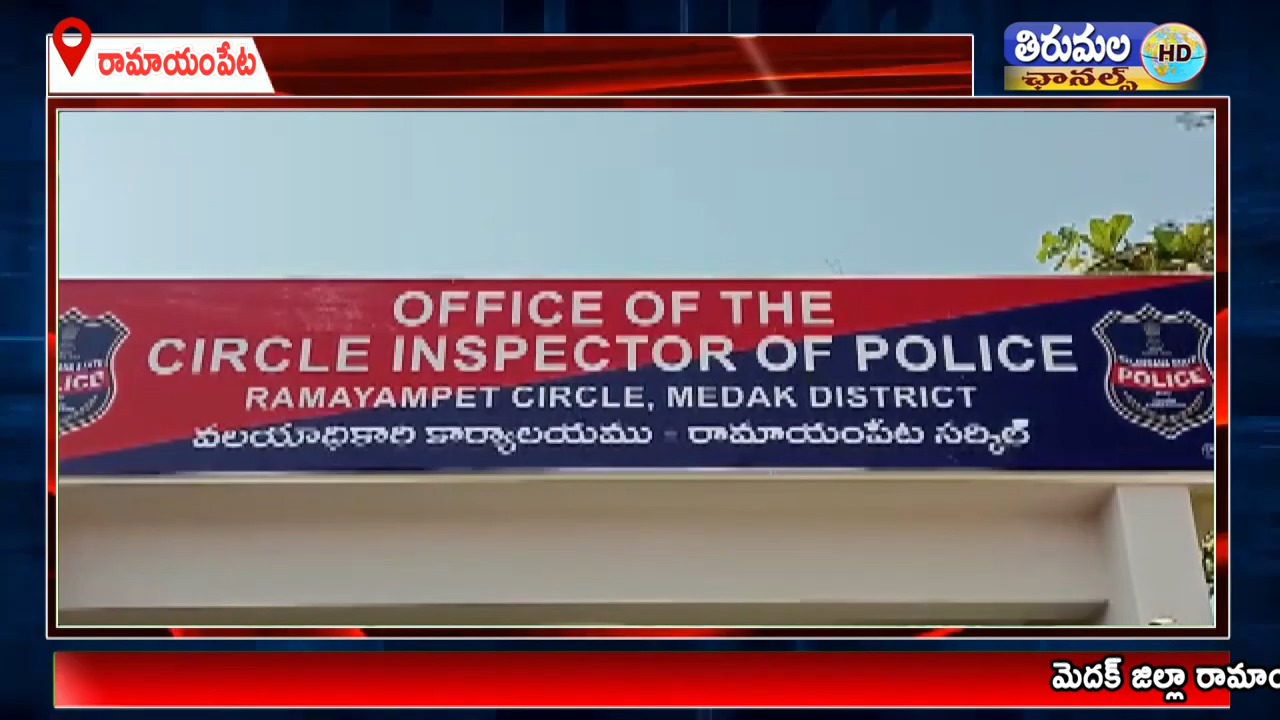 రామాయంపేట
తిరుమల
HD
ఛానల్స్
OFFICE OF THE
CIRCLE INSPECTOR OF POLICE
RAMAYAMPET CIRCLE, MEDAK DISTRICT
వలయాధికారి కార్యాలయము - రామాయంపేట సర్కిల్
POLICE
మెదక్ జిల్లా